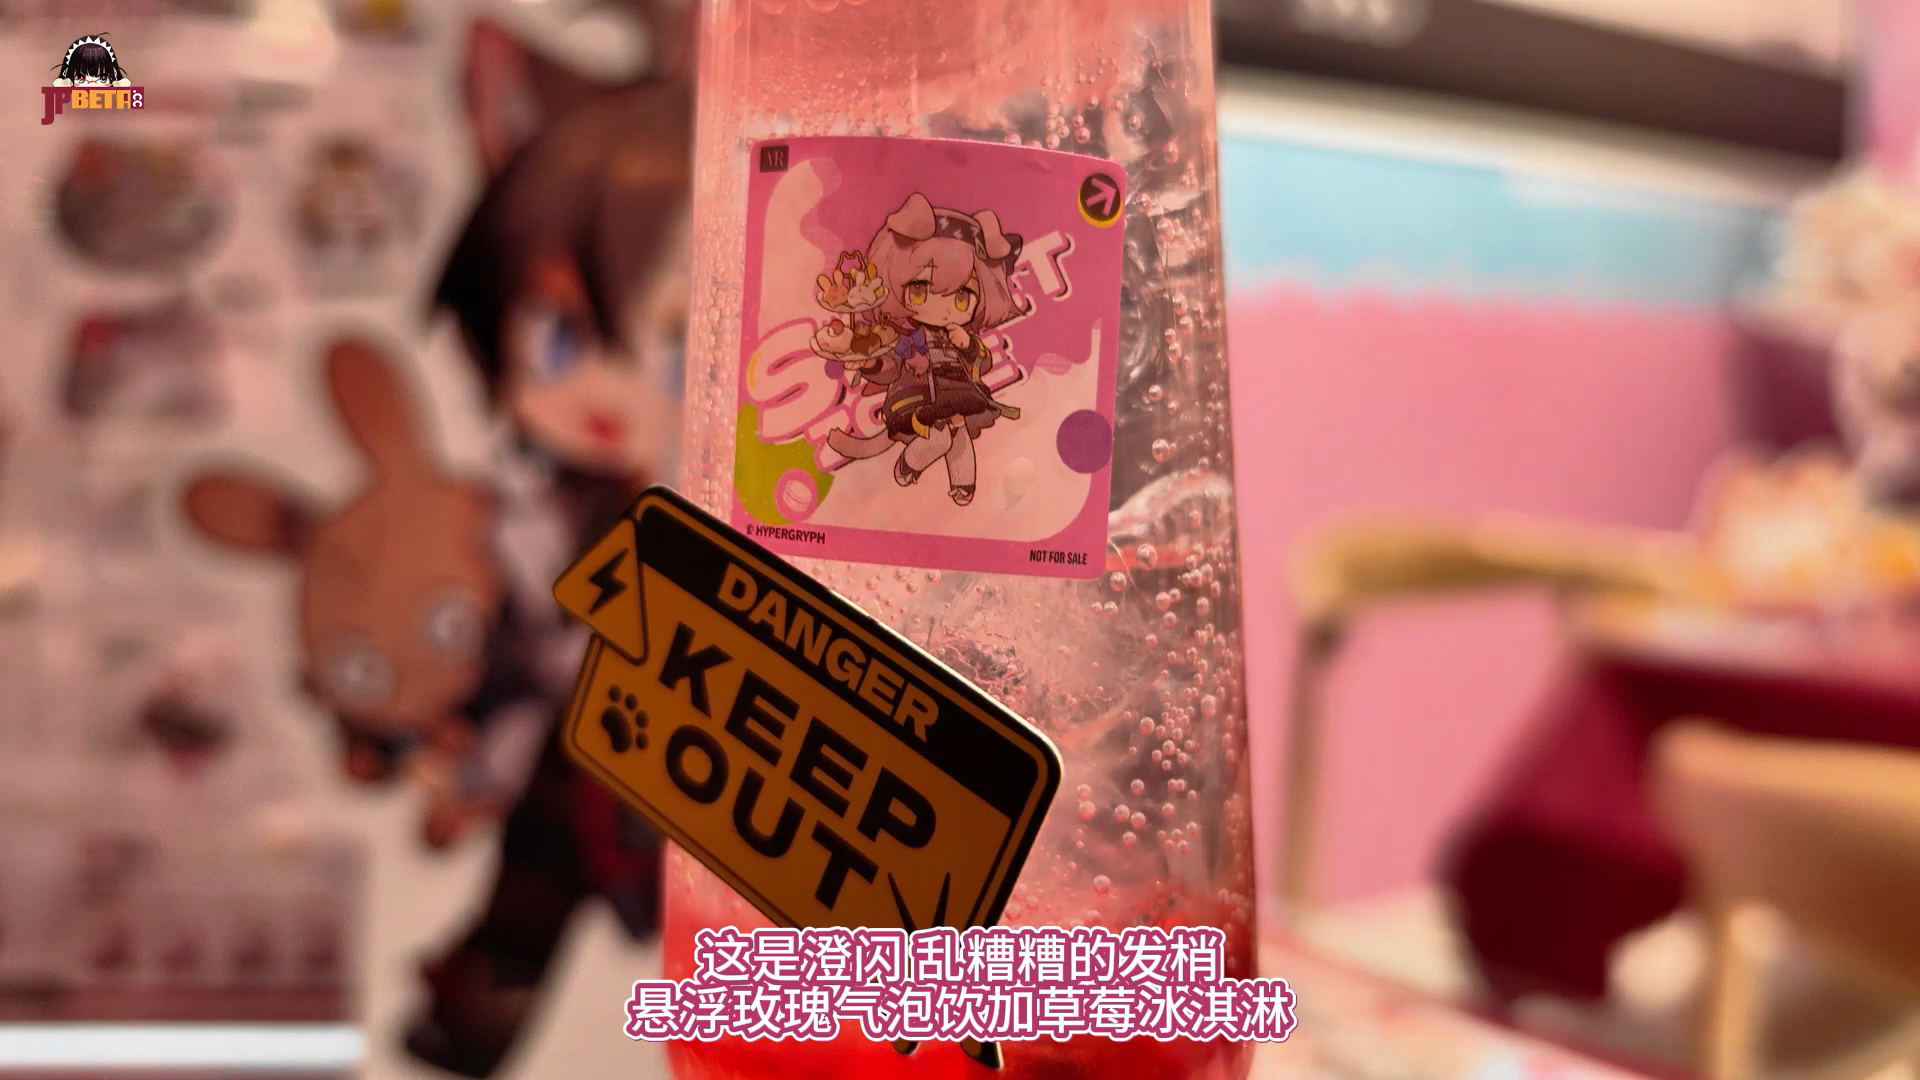 JPBETA.CC
AR
© HYPERGRYPH
NOT FOR SALE
DANGER
KEEP
OUT
这是澄闪 乱糟糟的发梢
悬浮玫瑰气泡饮加草莓冰淇淋